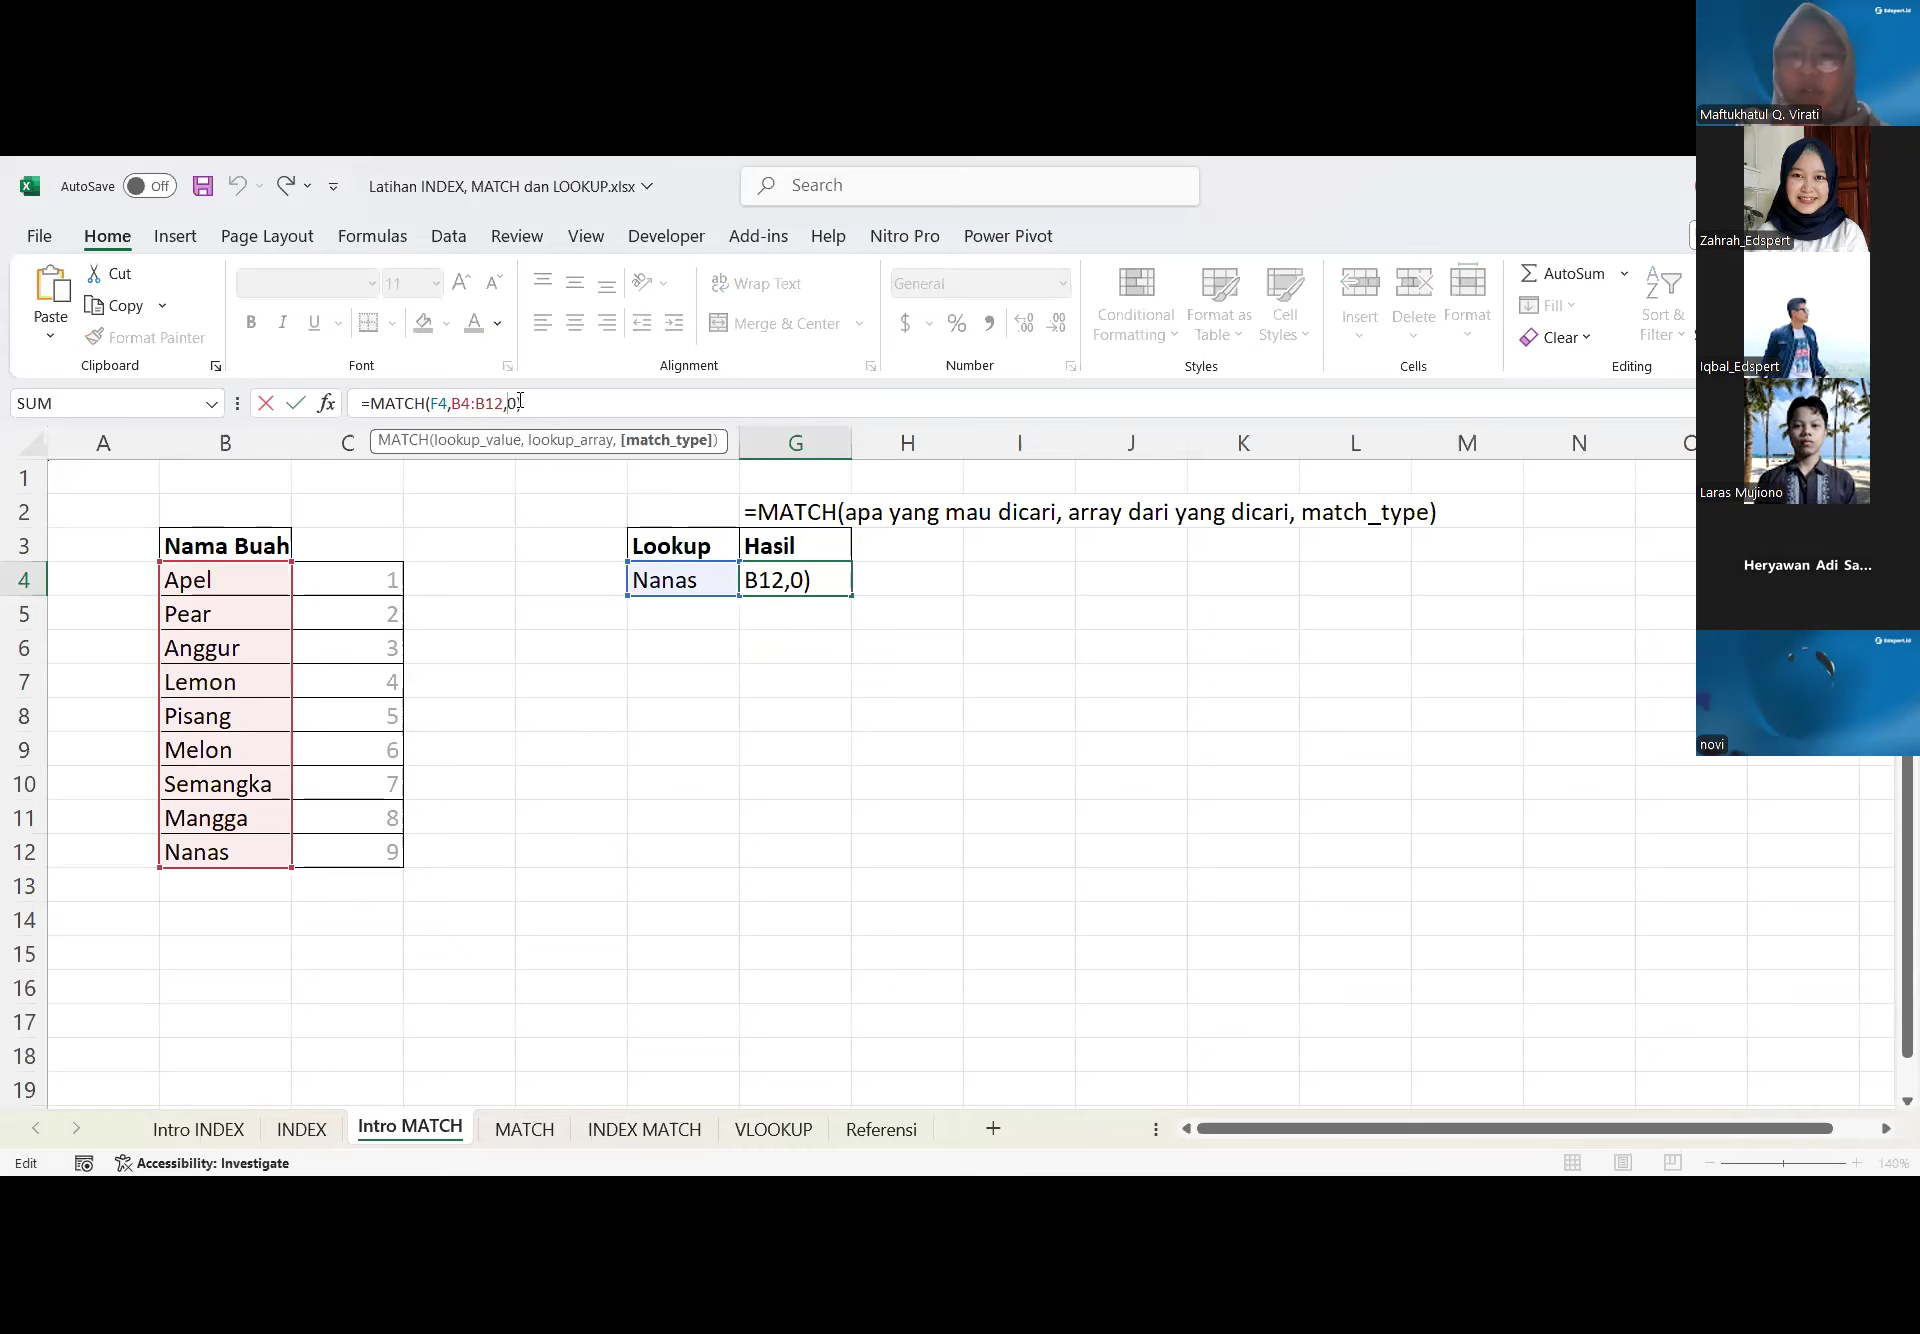 Edspert.id
Maftukhatul Q. Virati
Zahrah_Edspert
Iqbal_Edspert
Laras Mujiono
Heryawan Adi Sa...
Edspert.id
novi
AutoSave Off Latihan INDEX, MATCH dan LOOKUP.xlsx Search
File Home Insert Page Layout Formulas Data Review View Developer Add-ins Help Nitro Pro Power Pivot
Paste Cut Copy Format Painter Clipboard
11 B I U A A A Font
Wrap Text Merge & Center Alignment
General $ % Number
Conditional Formatting Format as Table Cell Styles Styles
Insert Delete Format Cells
AutoSum Fill Clear Sort & Filter Editing
SUM fx =MATCH(F4,B4:B12,0)
MATCH(lookup_value, lookup_array, [match_type])
A B C G H I J K L M N
1
2 =MATCH(apa yang mau dicari, array dari yang dicari, match_type)
3 Nama Buah Lookup Hasil
4 Apel 1 Nanas B12,0)
5 Pear 2
6 Anggur 3
7 Lemon 4
8 Pisang 5
9 Melon 6
10 Semangka 7
11 Mangga 8
12 Nanas 9
13
14
15
16
17
18
19
Intro INDEX INDEX Intro MATCH MATCH INDEX MATCH VLOOKUP Referensi
Edit Accessibility: Investigate 140%